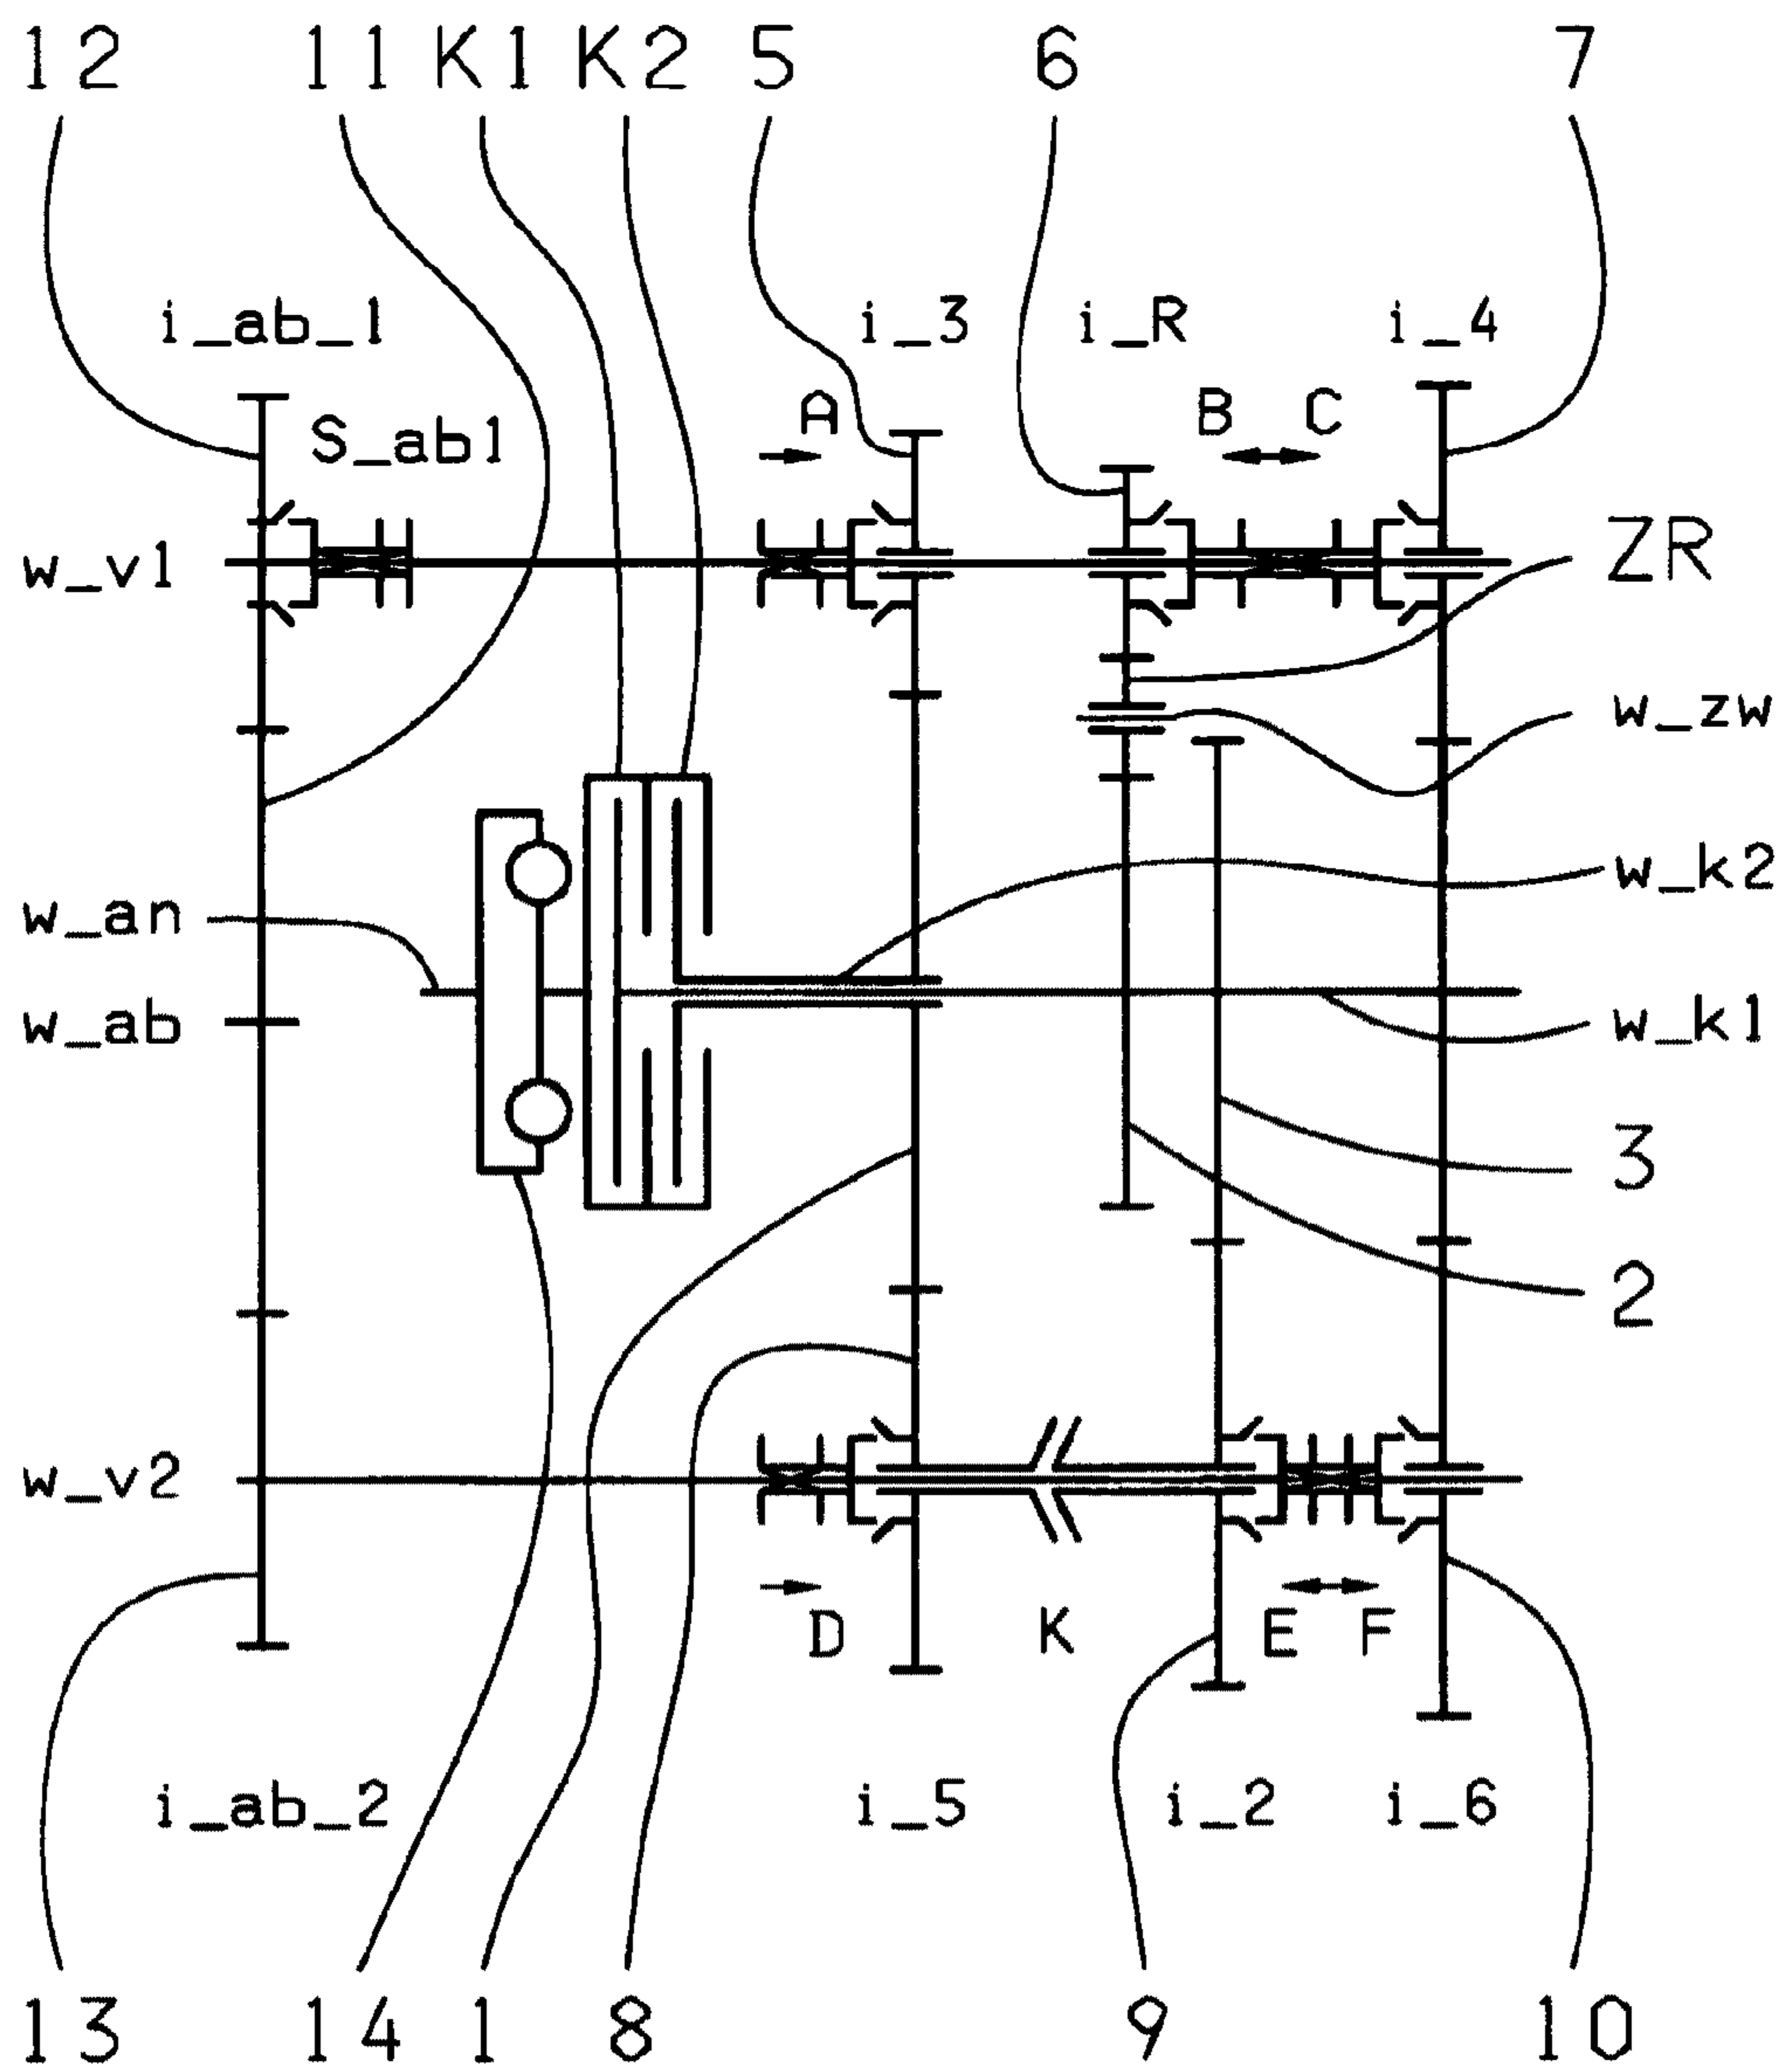 12 11 K1 K2 5 6 7
i_ab_1 i_3 i_R i_4
S_ab1 A B C
w_v1 ZR
w_zw
w_k2
w_an
w_ab w_k1
3
2
w_v2
D K E F
i_ab_2 i_5 i_2 i_6
13 14 1 8 9 10